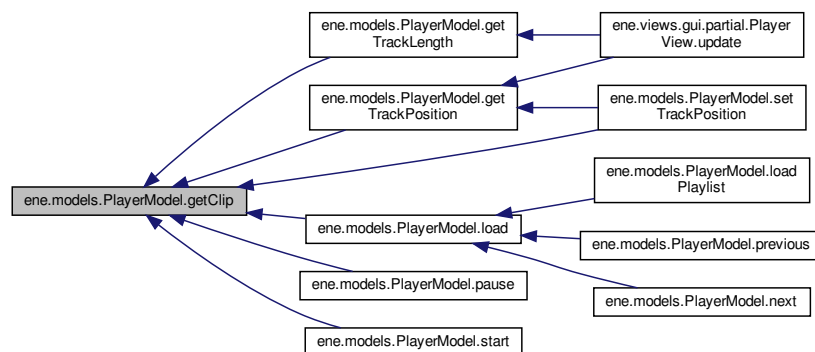 ene.models.PlayerModel.getClip
ene.models.PlayerModel.get
TrackLength
ene.models.PlayerModel.get
TrackPosition
ene.models.PlayerModel.load
ene.models.PlayerModel.pause
ene.models.PlayerModel.start
ene.views.gui.partial.Player
View.update
ene.models.PlayerModel.set
TrackPosition
ene.models.PlayerModel.load
Playlist
ene.models.PlayerModel.previous
ene.models.PlayerModel.next